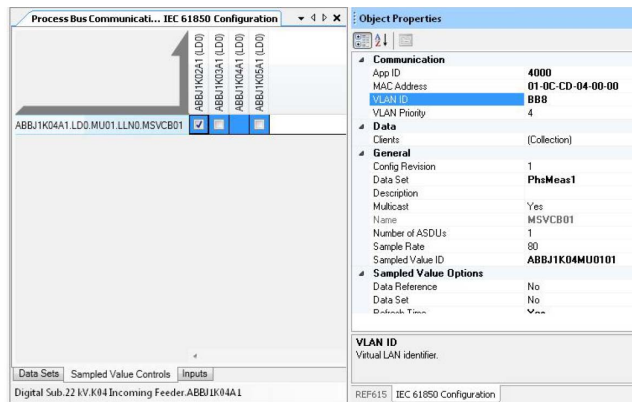 Process Bus Communicati... IEC 61850 Configuration
ABBJ1K02A1 (LD0)
ABBJ1K03A1 (LD0)
ABBJ1K04A1 (LD0)
ABBJ1K05A1 (LD0)
ABBJ1K04A1.LD0.MU01.LLN0.MSVCB01
Data Sets Sampled Value Controls Inputs
Digital Sub.22 kV.K04 Incoming Feeder.ABBJ1K04A1
Object Properties
Communication
App ID 4000
MAC Address 01-0C-CD-04-00-00
VLAN ID BB8
VLAN Priority 4
Data
Clients (Collection)
General
Config Revision 1
Data Set PhsMeas1
Description
Multicast Yes
Name MSVCB01
Number of ASDUs 1
Sample Rate 80
Sampled Value ID ABBJ1K04MU0101
Sampled Value Options
Data Reference No
Data Set No
Refresh Time Yes
VLAN ID
Virtual LAN identifier.
REF615 IEC 61850 Configuration